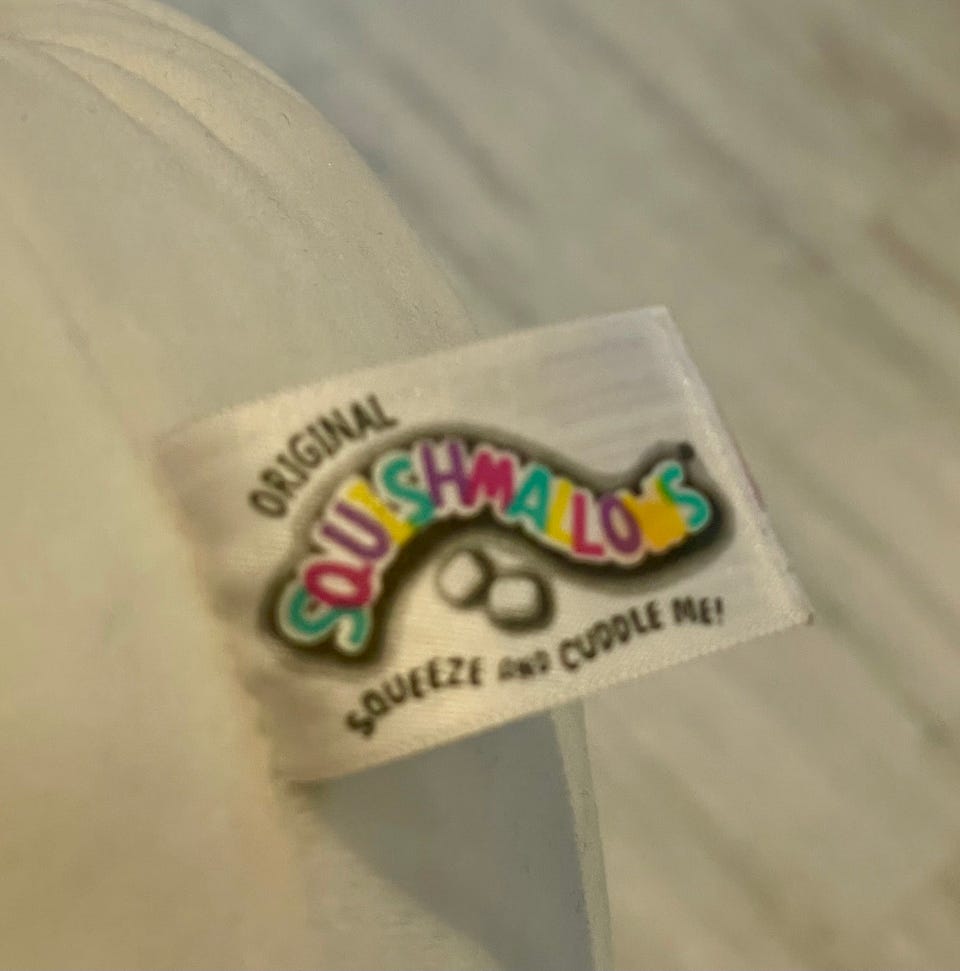 ORIGINAL
SQUISHMALLOWS
SQUEEZE AND CUDDLE ME!